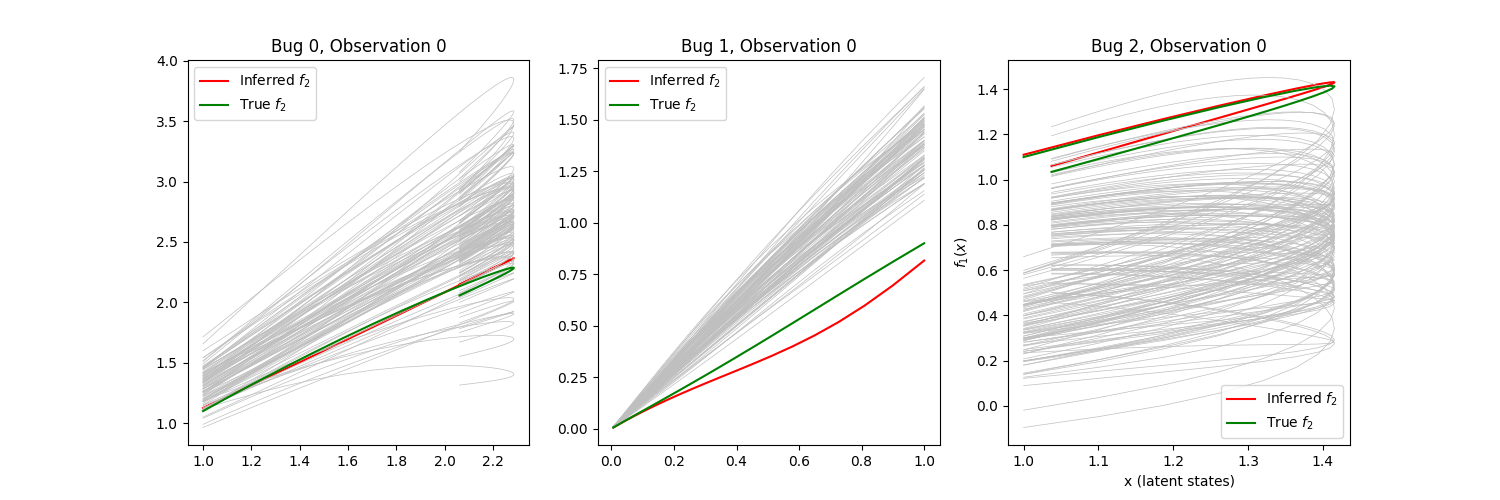 Bug 0, Observation 0
4.0
3.5
3.0
2.5
2.0
1.5
1.0
1.0 1.2 1.4 1.6 1.8 2.0 2.2
Inferred f₂
True f₂
Bug 1, Observation 0
1.75
1.50
1.25
1.00
0.75
0.50
0.25
0.00
0.0 0.2 0.4 0.6 0.8 1.0
Inferred f₂
True f₂
Bug 2, Observation 0
f₁(x)
1.4
1.2
1.0
0.8
0.6
0.4
0.2
0.0
1.0 1.1 1.2 1.3 1.4
x (latent states)
Inferred f₂
True f₂